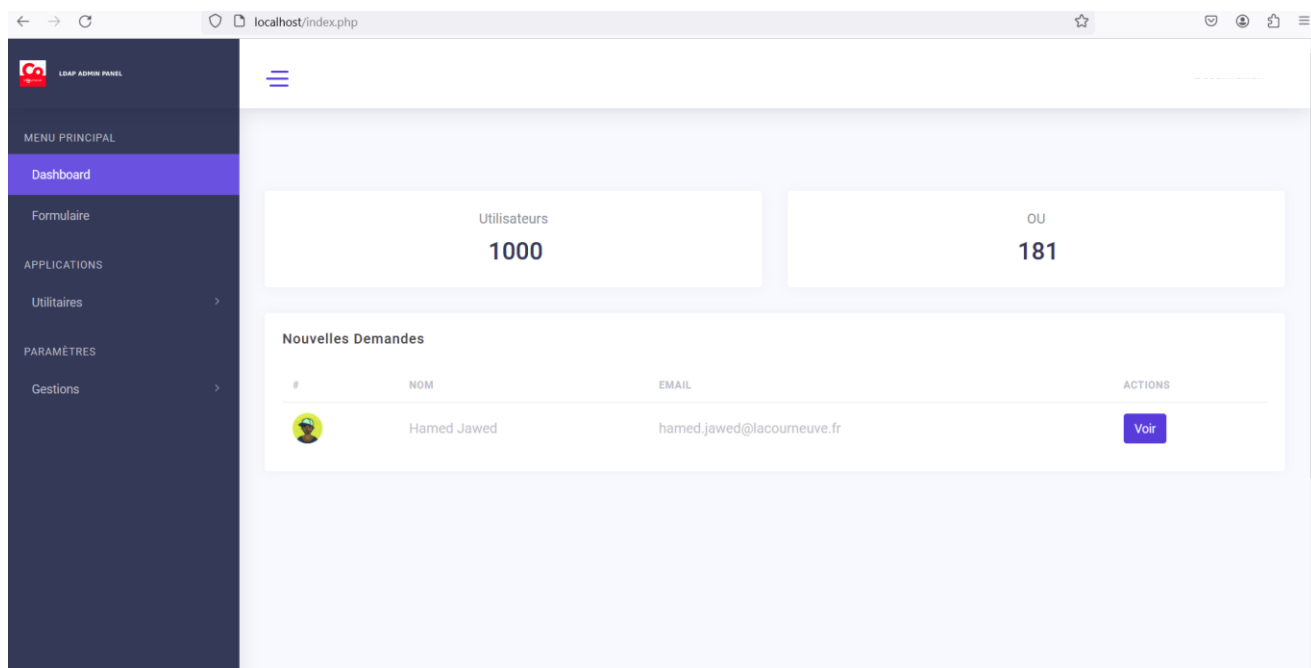 localhost/index.php
Co
LDAP ADMIN PANEL
MENU PRINCIPAL
Dashboard
Formulaire
APPLICATIONS
Utilitaires
PARAMÈTRES
Gestions
Utilisateurs
1000
OU
181
Nouvelles Demandes
# NOM EMAIL ACTIONS
Hamed Jawed hamed.jawed@lacourneuve.fr Voir